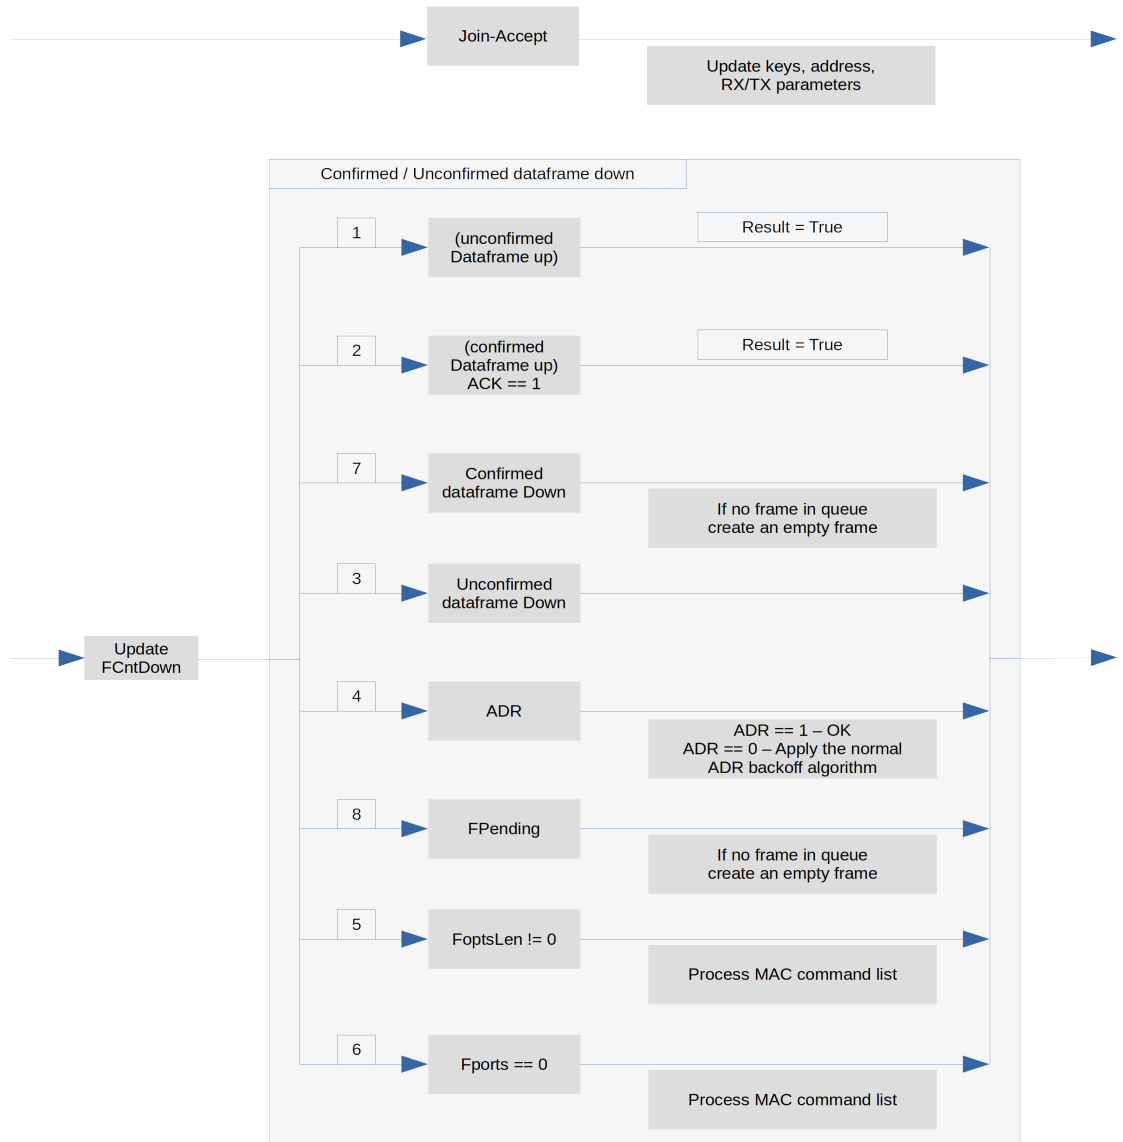 Join-Accept
Update keys, address,
RX/TX parameters
Confirmed / Unconfirmed dataframe down
1
(unconfirmed
Dataframe up)
Result = True
2
(confirmed
Dataframe up)
ACK == 1
Result = True
7
Confirmed
dataframe Down
If no frame in queue
create an empty frame
3
Unconfirmed
dataframe Down
Update
FCntDown
4
ADR
ADR == 1 – OK
ADR == 0 – Apply the normal
ADR backoff algorithm
8
FPending
If no frame in queue
create an empty frame
5
FoptsLen != 0
Process MAC command list
6
Fports == 0
Process MAC command list